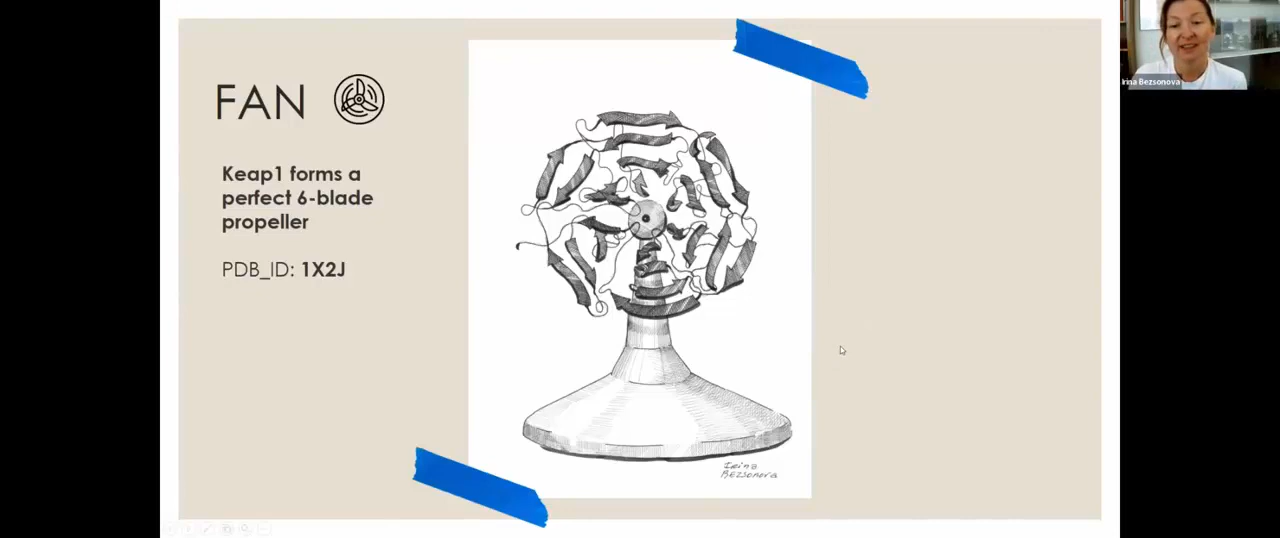 FAN
Keap1 forms a
perfect 6-blade
propeller
PDB_ID: 1X2J
Irina
Bezsonova
Irina Bezsonova